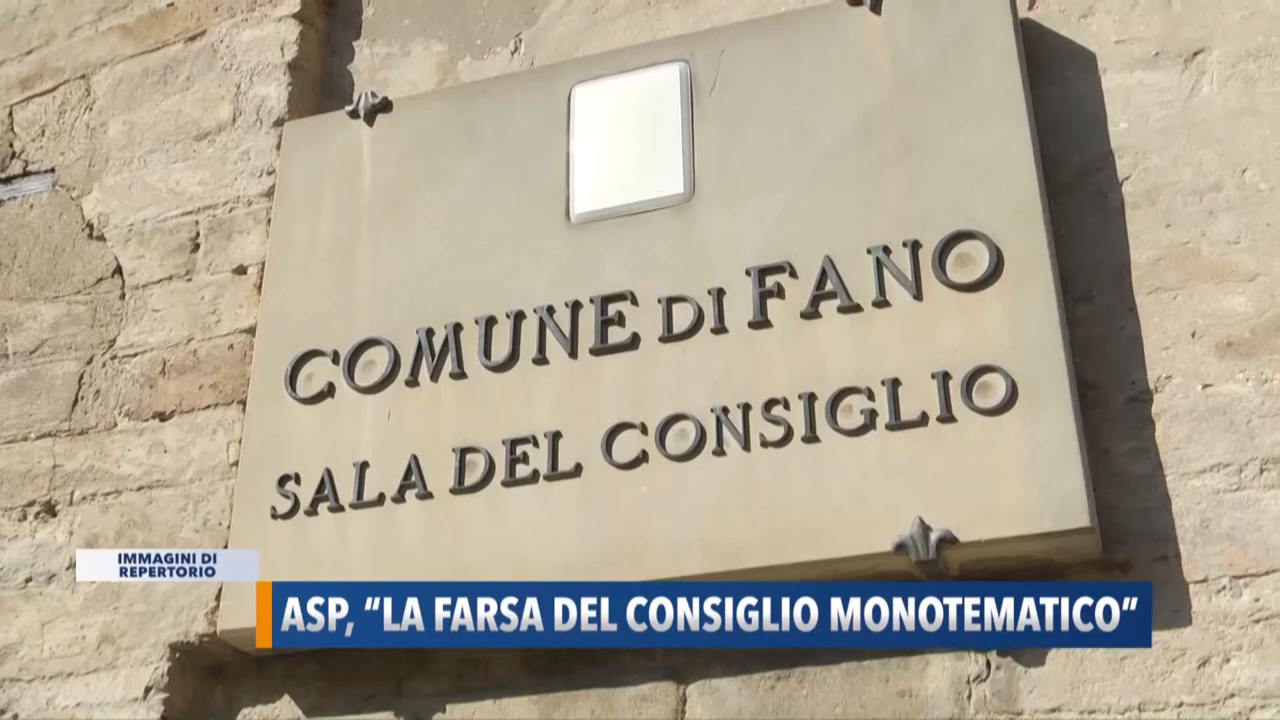 COMUNE DI FANO
SALA DEL CONSIGLIO
IMMAGINI DI
REPERTORIO
ASP, “LA FARSA DEL CONSIGLIO MONOTEMATICO”